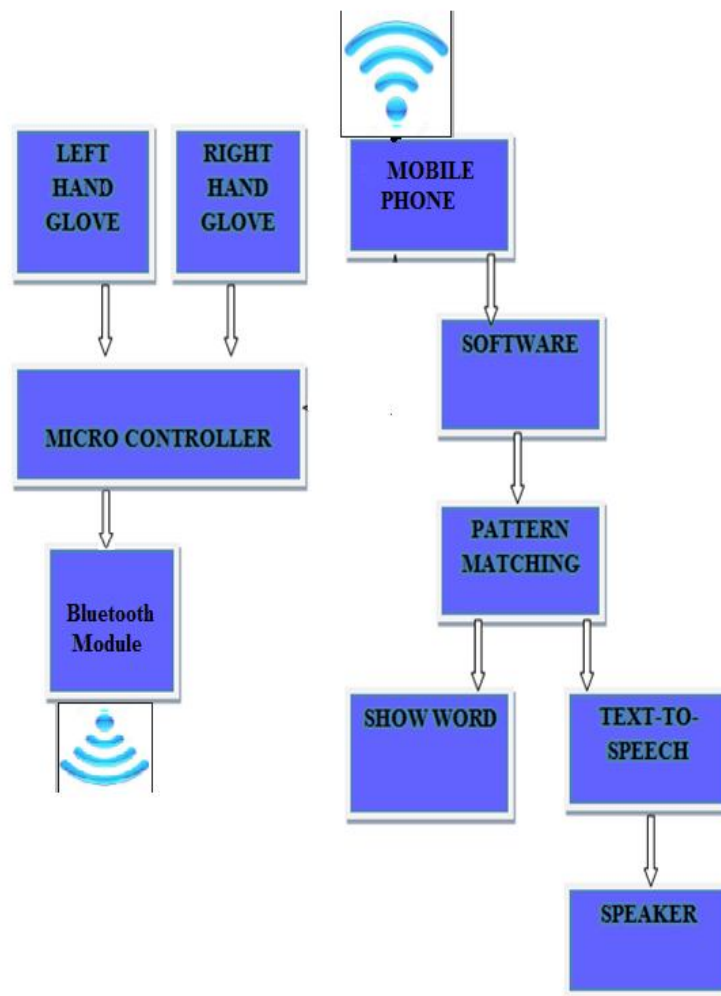 LEFT
HAND
GLOVE
RIGHT
HAND
GLOVE
MICRO CONTROLLER
Bluetooth
Module
MOBILE
PHONE
SOFTWARE
PATTERN
MATCHING
SHOW WORD
TEXT-TO-
SPEECH
SPEAKER